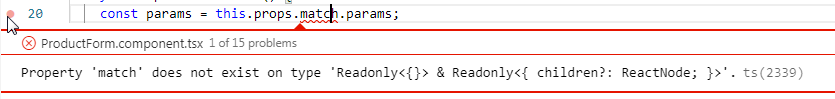 20 const params = this.props.match.params;
ProductForm.component.tsx 1 of 15 problems
Property 'match' does not exist on type 'Readonly<{}> & Readonly<{ children?: ReactNode; }>'. ts(2339)